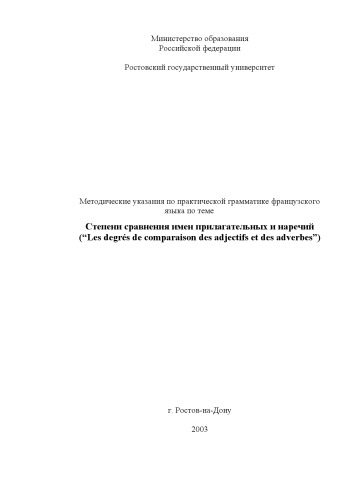 Министерство образования
Российской федерации
Ростовский государственный университет
Методические указания по практической грамматике французского
языка по теме
Степени сравнения имен прилагательных и наречий
(“Les degrés de comparaison des adjectifs et des adverbes”)
г. Ростов-на-Дону
2003